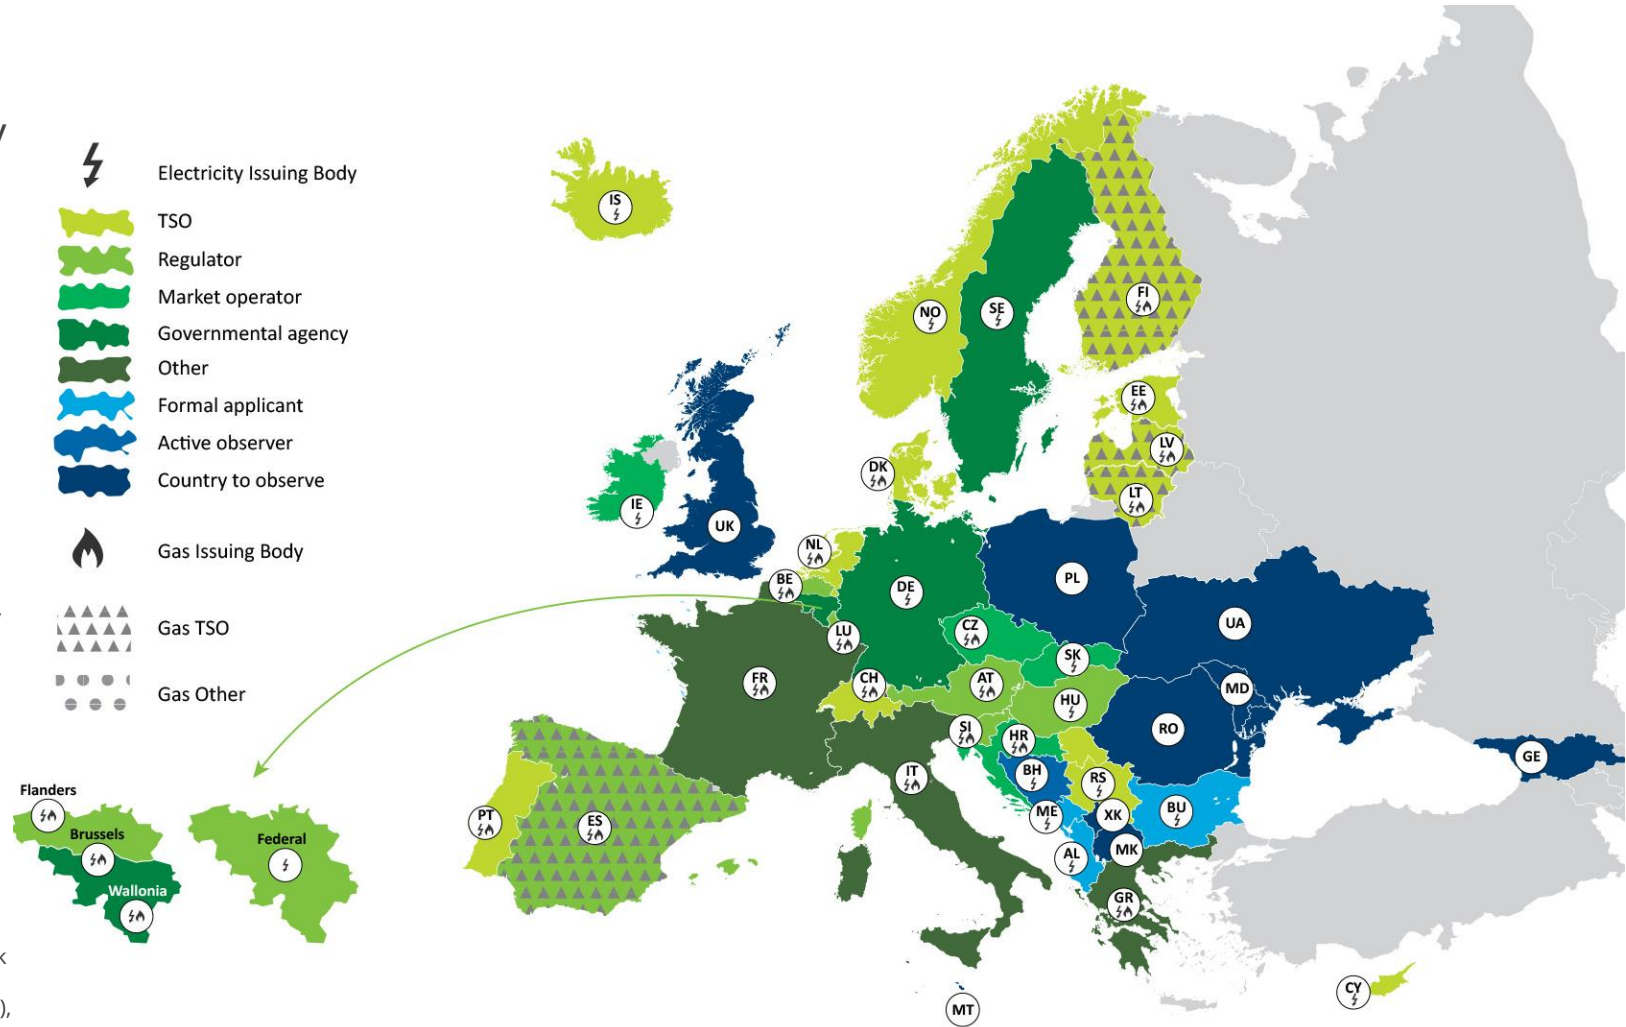 y
Electricity Issuing Body
TSO
Regulator
Market operator
Governmental agency
Other
Formal applicant
Active observer
Country to observe
Gas Issuing Body
Gas TSO
Gas Other
IS
NO
SE
FI
EE
LV
LT
DK
IE
UK
NL
BE
DE
PL
LU
CZ
SK
UA
FR
CH
AT
HU
MD
SI
HR
RO
GE
IT
BH
RS
PT
ES
ME
XK
BU
AL
MK
GR
CY
MT
Flanders
Brussels
Wallonia
Federal
k
),